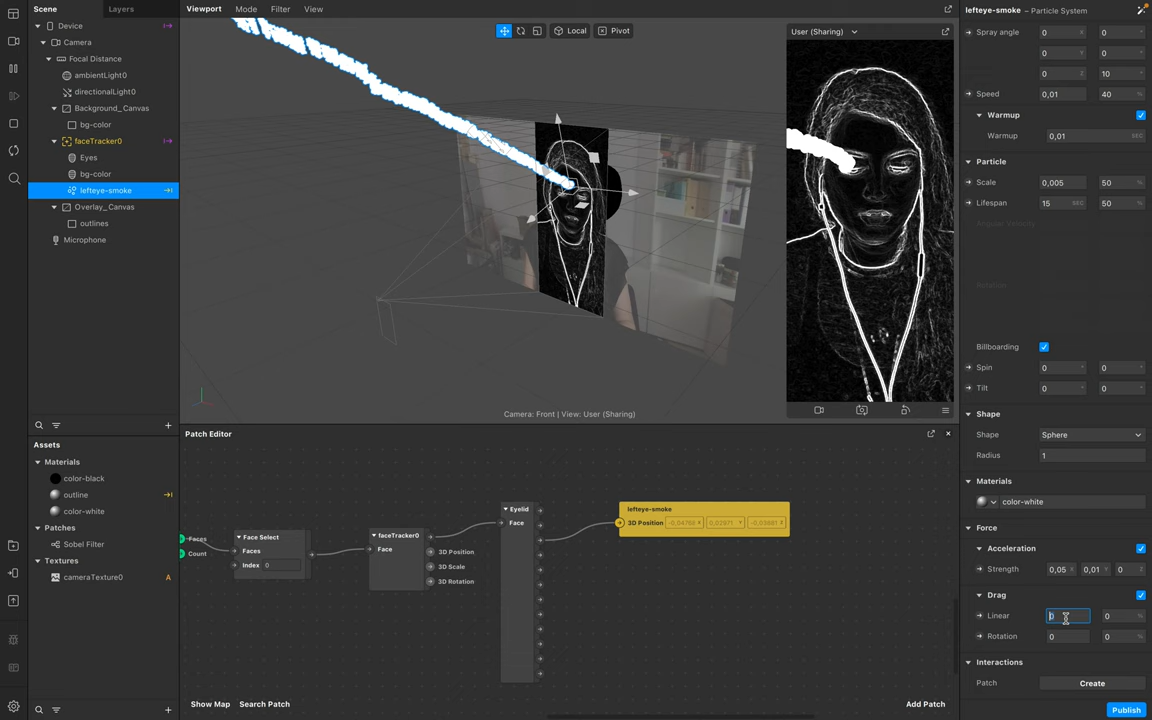 Scene
Layers
Device
Camera
Focal Distance
ambientLight0
directionalLight0
Background_Canvas
bg-color
faceTracker0
Eyes
bg-color
lefteye-smoke
Overlay_Canvas
outlines
Microphone
Assets
Materials
color-black
outline
color-white
Patches
Sobel Filter
Textures
cameraTexture0 A
Viewport Mode Filter View
Local Pivot
User (Sharing)
Camera: Front | View: User (Sharing)
Patch Editor
Faces
Count
Face Select
Faces
Index 0
faceTracker0
Face
3D Position
3D Scale
3D Rotation
Eyelid
Face
lefteye-smoke
3D Position
Show Map Search Patch Add Patch
lefteye-smoke – Particle System
Spray angle 0 X 0 °
0 Y 0 °
0 Z 10 °
Speed 0,01 40 %
Warmup
Warmup 0,01 SEC
Particle
Scale 0,005 50 %
Lifespan 15 SEC 50 %
Angular Velocity
Rotation
Billboarding
Spin 0 ° 0 °
Tilt 0 ° 0 °
Shape
Shape Sphere
Radius 1
Materials
color-white
Force
Acceleration
Strength 0,05 X 0,01 Y 0 Z
Drag
Linear 0 0 %
Rotation 0 0 %
Interactions
Patch Create
Publish